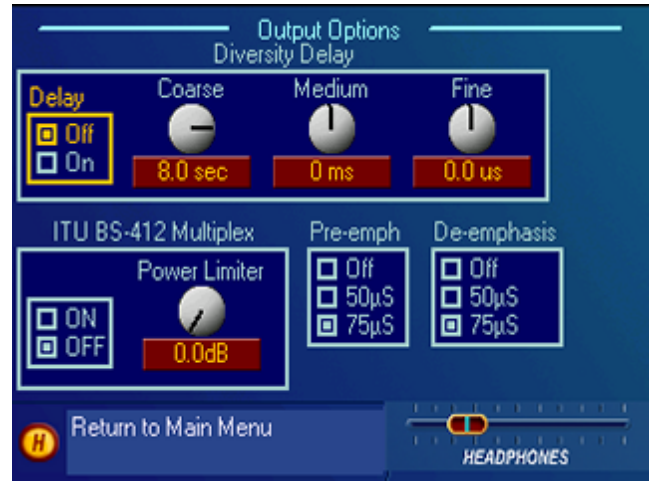 Output Options
Diversity Delay
Delay
Off
On
Coarse
8.0 sec
Medium
0 ms
Fine
0.0 us
ITU BS-412 Multiplex
ON
OFF
Power Limiter
0.0dB
Pre-emph
Off
50µS
75µS
De-emphasis
Off
50µS
75µS
H
Return to Main Menu
HEADPHONES